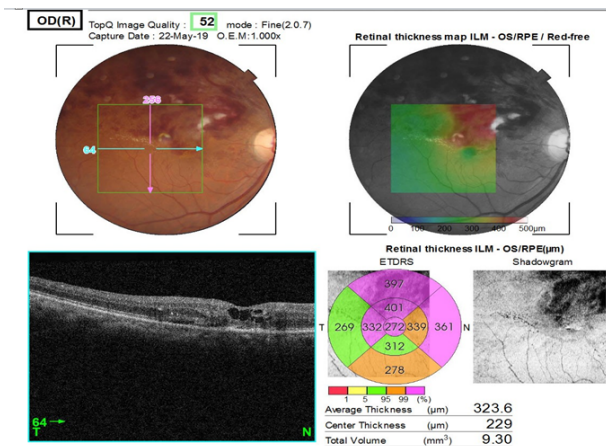 OD(R) TopQ Image Quality : 52 mode : Fine(2.0.7)
Capture Date : 22-May-19 O.E.M:1.000x
Retinal thickness map ILM - OS/RPE / Red-free
256
64
0 100 200 300 400 500μm
Retinal thickness ILM - OS/RPE(μm)
ETDRS Shadowgram
397
401
T 269 332 272 339 361 N
312
278
1 5 95 99 (%)
Average Thickness (μm) 323.6
Center Thickness (μm) 229
Total Volume (mm³) 9.30
64
T N